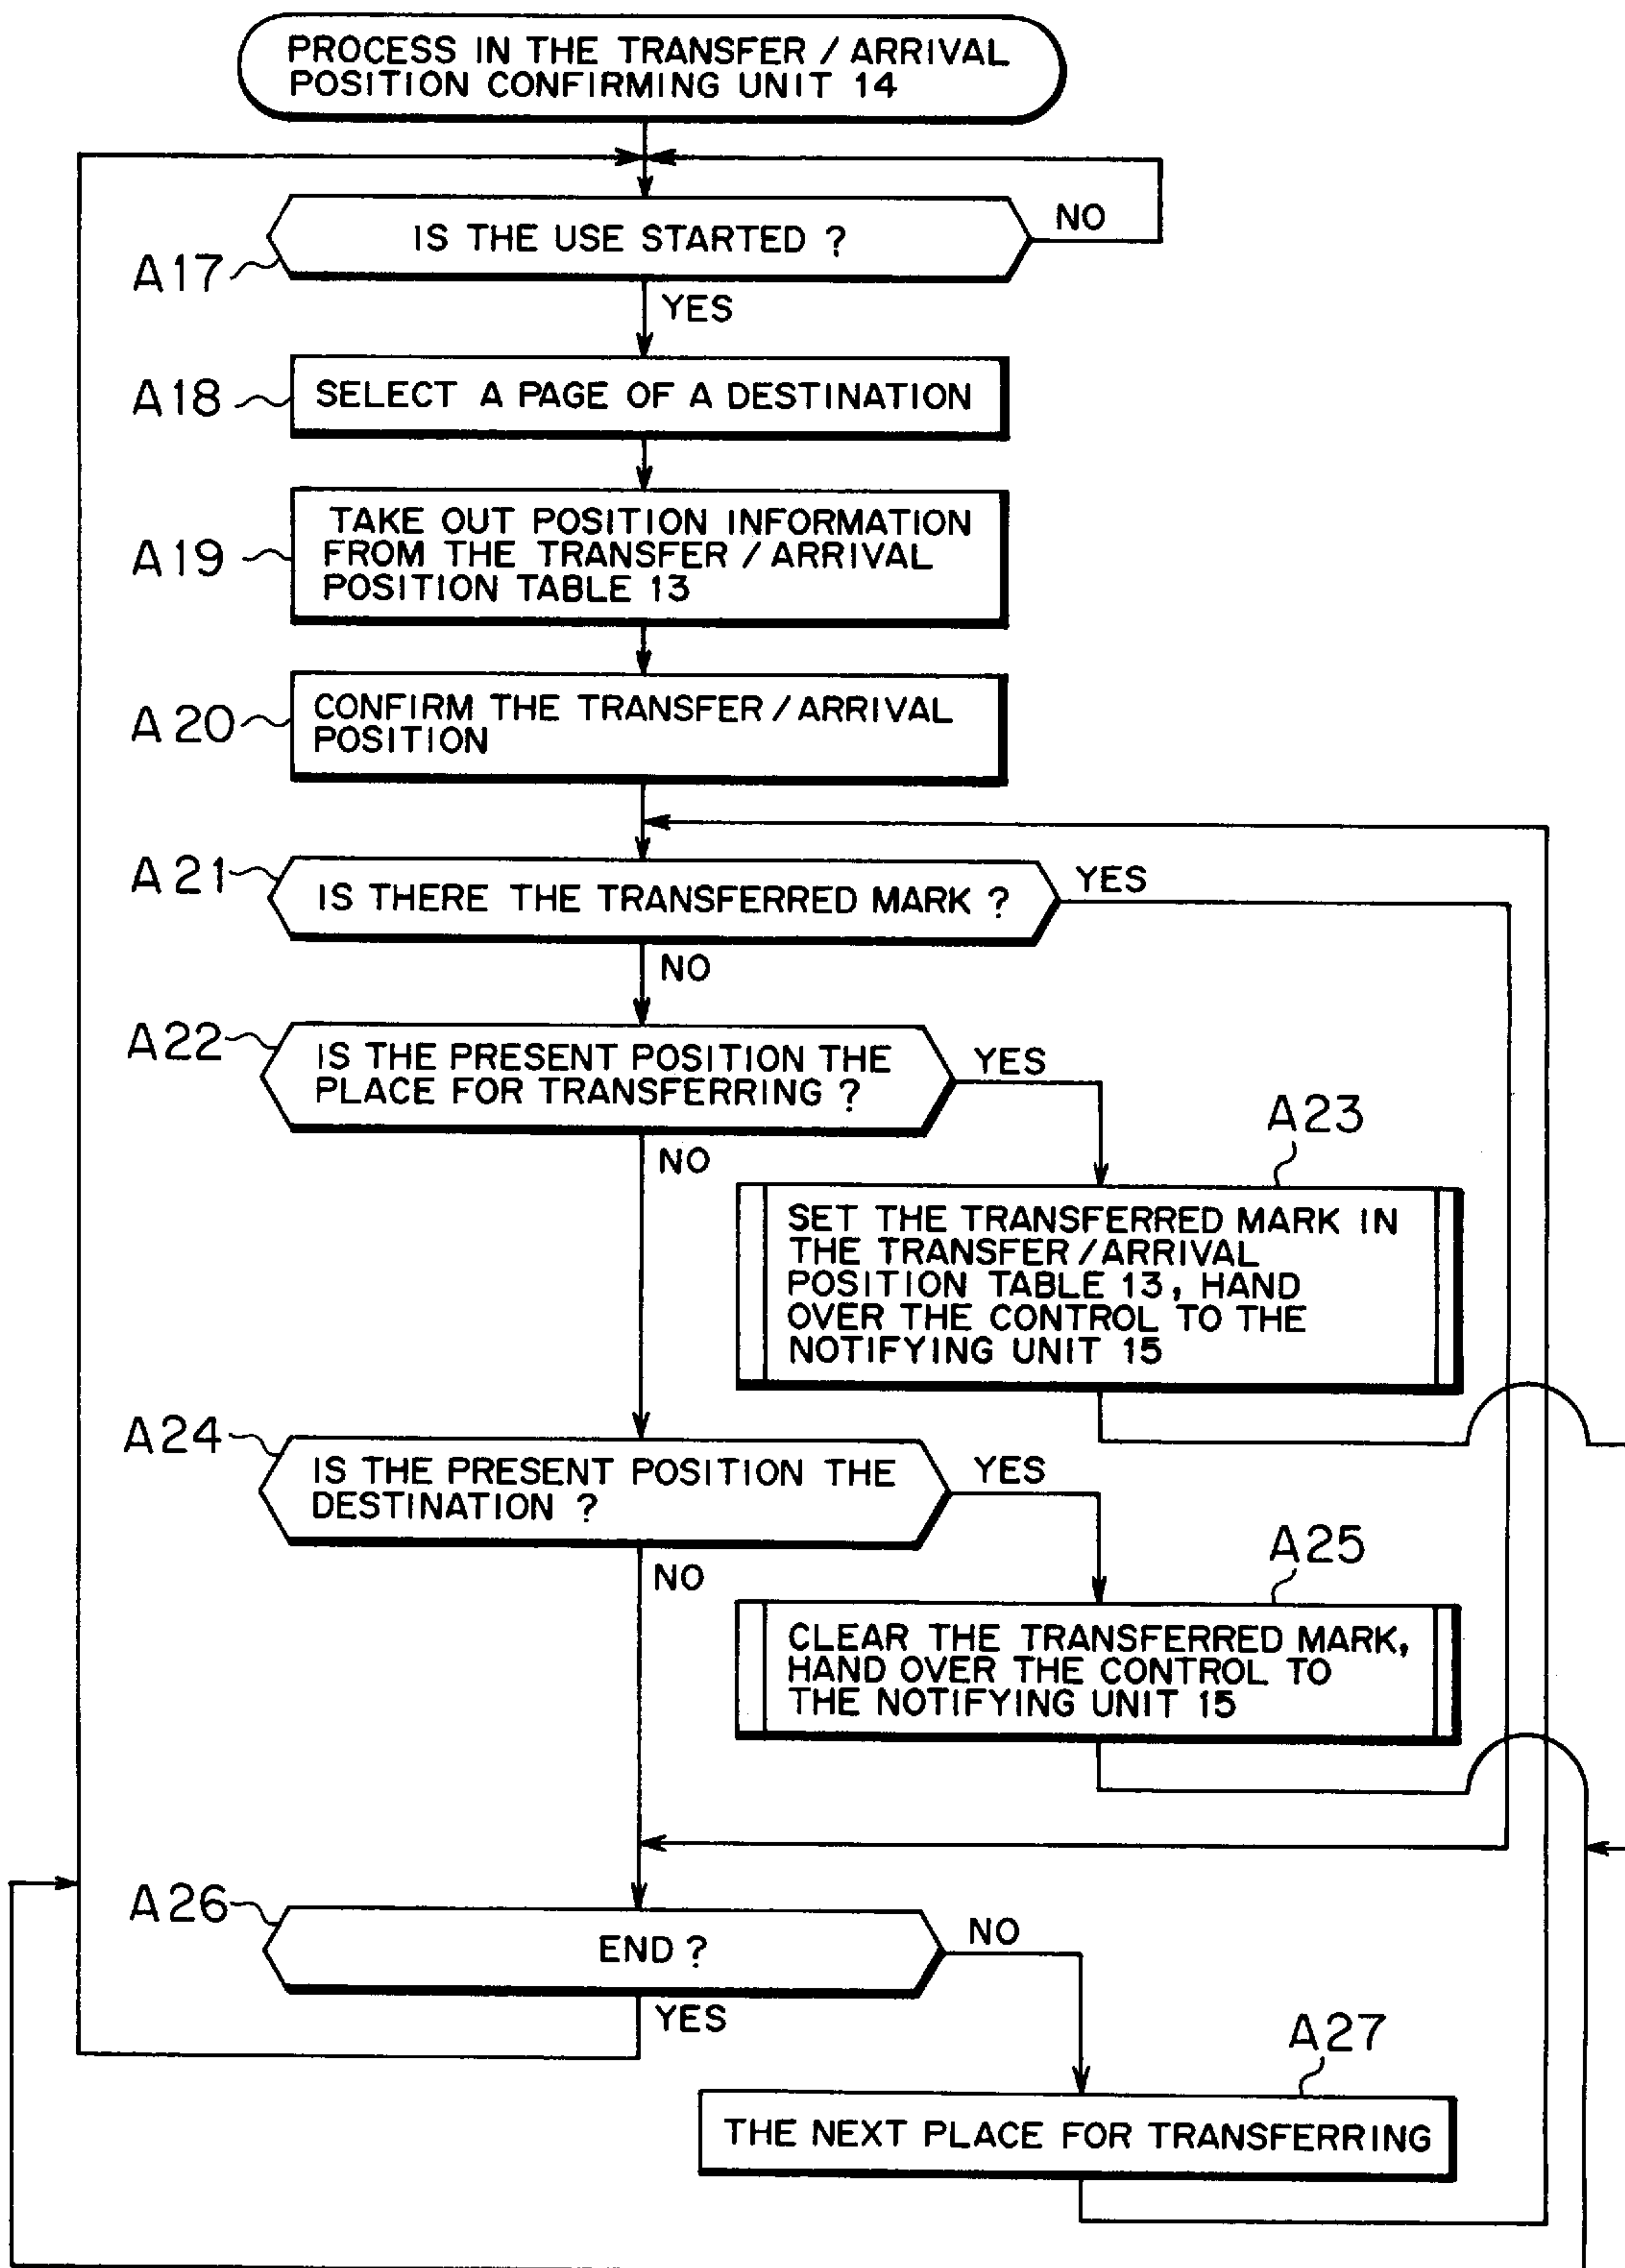 PROCESS IN THE TRANSFER / ARRIVAL
POSITION CONFIRMING UNIT 14
IS THE USE STARTED ?
NO
A17
YES
A18
SELECT A PAGE OF A DESTINATION
A19
TAKE OUT POSITION INFORMATION
FROM THE TRANSFER / ARRIVAL
POSITION TABLE 13
A20
CONFIRM THE TRANSFER / ARRIVAL
POSITION
A21
IS THERE THE TRANSFERRED MARK ?
YES
NO
A22
IS THE PRESENT POSITION THE
PLACE FOR TRANSFERRING ?
YES
NO
A23
SET THE TRANSFERRED MARK IN
THE TRANSFER / ARRIVAL
POSITION TABLE 13, HAND
OVER THE CONTROL TO THE
NOTIFYING UNIT 15
A24
IS THE PRESENT POSITION THE
DESTINATION ?
YES
NO
A25
CLEAR THE TRANSFERRED MARK,
HAND OVER THE CONTROL TO
THE NOTIFYING UNIT 15
A26
END ?
NO
YES
A27
THE NEXT PLACE FOR TRANSFERRING